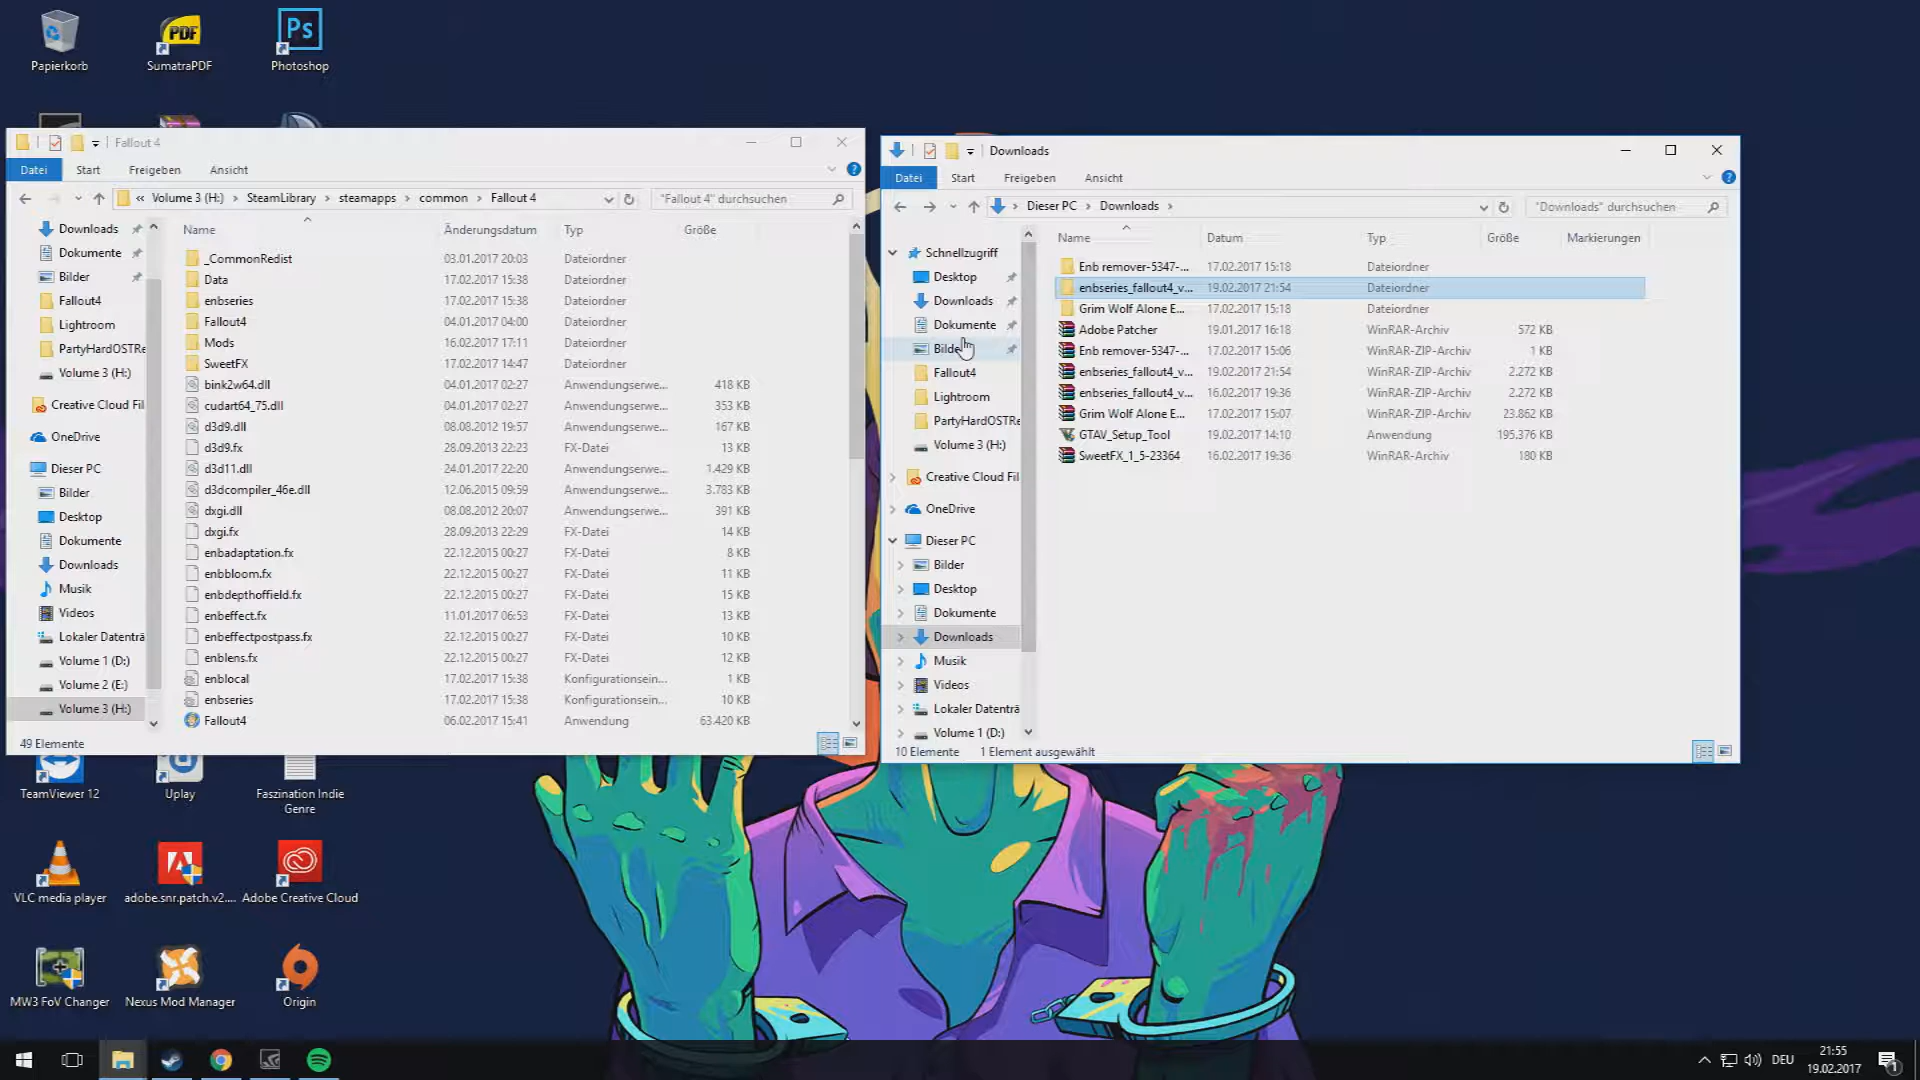 Papierkorb
SumatraPDF
Photoshop
Fallout 4
Datei Start Freigeben Ansicht
« Volume 3 (H:) > SteamLibrary > steamapps > common > Fallout 4
"Fallout 4" durchsuchen
Downloads
Dokumente
Bilder
Fallout4
Lightroom
PartyHardOSTRe
Volume 3 (H:)
Creative Cloud Fil
OneDrive
Dieser PC
Bilder
Desktop
Dokumente
Downloads
Musik
Videos
Lokaler Datenträ
Volume 1 (D:)
Volume 2 (E:)
Volume 3 (H:)
Name Änderungsdatum Typ Größe
_CommonRedist 03.01.2017 20:03 Dateiordner
Data 17.02.2017 15:38 Dateiordner
enbseries 17.02.2017 15:38 Dateiordner
Fallout4 04.01.2017 04:00 Dateiordner
Mods 16.02.2017 17:11 Dateiordner
SweetFX 17.02.2017 14:47 Dateiordner
bink2w64.dll 04.01.2017 02:27 Anwendungserwe... 418 KB
cudart64_75.dll 04.01.2017 02:27 Anwendungserwe... 353 KB
d3d9.dll 08.08.2012 19:57 Anwendungserwe... 167 KB
d3d9.fx 28.09.2013 22:23 FX-Datei 13 KB
d3d11.dll 24.01.2017 22:20 Anwendungserwe... 1.429 KB
d3dcompiler_46e.dll 12.06.2015 09:59 Anwendungserwe... 3.783 KB
dxgi.dll 08.08.2012 20:07 Anwendungserwe... 391 KB
dxgi.fx 28.09.2013 22:29 FX-Datei 14 KB
enbadaptation.fx 22.12.2015 00:27 FX-Datei 8 KB
enbbloom.fx 22.12.2015 00:27 FX-Datei 11 KB
enbdepthoffield.fx 22.12.2015 00:27 FX-Datei 15 KB
enbeffect.fx 11.01.2017 06:53 FX-Datei 13 KB
enbeffectpostpass.fx 22.12.2015 00:27 FX-Datei 10 KB
enblens.fx 22.12.2015 00:27 FX-Datei 12 KB
enblocal 17.02.2017 15:38 Konfigurationsein... 1 KB
enbseries 17.02.2017 15:38 Konfigurationsein... 10 KB
Fallout4 06.02.2017 15:41 Anwendung 63.420 KB
49 Elemente
Downloads
Datei Start Freigeben Ansicht
> Dieser PC > Downloads >
"Downloads" durchsuchen
Schnellzugriff
Desktop
Downloads
Dokumente
Bilder
Fallout4
Lightroom
PartyHardOSTRe
Volume 3 (H:)
Creative Cloud Fil
OneDrive
Dieser PC
Bilder
Desktop
Dokumente
Downloads
Musik
Videos
Lokaler Datenträ
Volume 1 (D:)
Name Datum Typ Größe Markierungen
Enb remover-5347-... 17.02.2017 15:18 Dateiordner
enbseries_fallout4_v... 19.02.2017 21:54 Dateiordner
Grim Wolf Alone E... 17.02.2017 15:18 Dateiordner
Adobe Patcher 19.01.2017 16:18 WinRAR-Archiv 572 KB
Enb remover-5347-... 17.02.2017 15:06 WinRAR-ZIP-Archiv 1 KB
enbseries_fallout4_v... 19.02.2017 21:54 WinRAR-ZIP-Archiv 2.272 KB
enbseries_fallout4_v... 16.02.2017 19:36 WinRAR-ZIP-Archiv 2.272 KB
Grim Wolf Alone E... 17.02.2017 15:07 WinRAR-ZIP-Archiv 23.862 KB
GTAV_Setup_Tool 19.02.2017 14:10 Anwendung 195.376 KB
SweetFX_1_5-23364 16.02.2017 19:36 WinRAR-Archiv 180 KB
10 Elemente 1 Element ausgewählt
TeamViewer 12
Uplay
Faszination Indie
Genre
VLC media player
adobe.snr.patch.v2....
Adobe Creative Cloud
MW3 FoV Changer
Nexus Mod Manager
Origin
DEU
21:55
19.02.2017
1